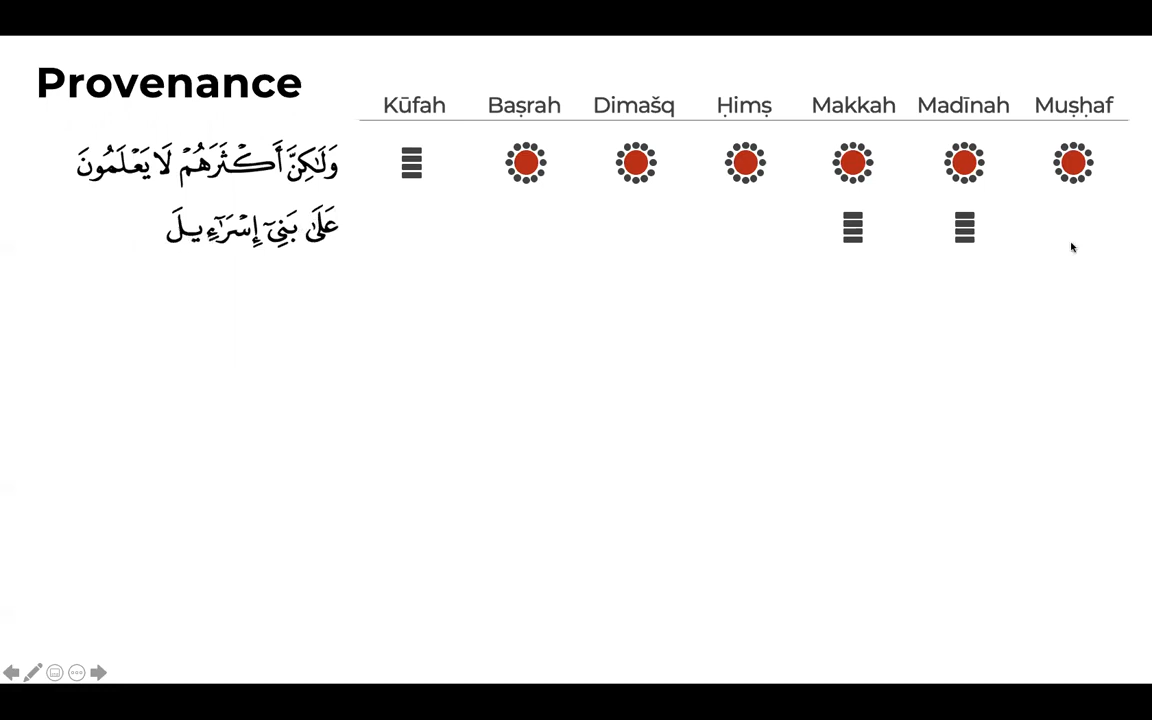 Provenance
Kūfah Baṣrah Dimašq Ḥimṣ Makkah Madīnah Muṣḥaf
وَلَٰكِنَّ أَكْثَرَهُمْ لَا يَعْلَمُونَ
عَلَىٰ بَنِىٓ إِسْرَٰٓءِيلَ